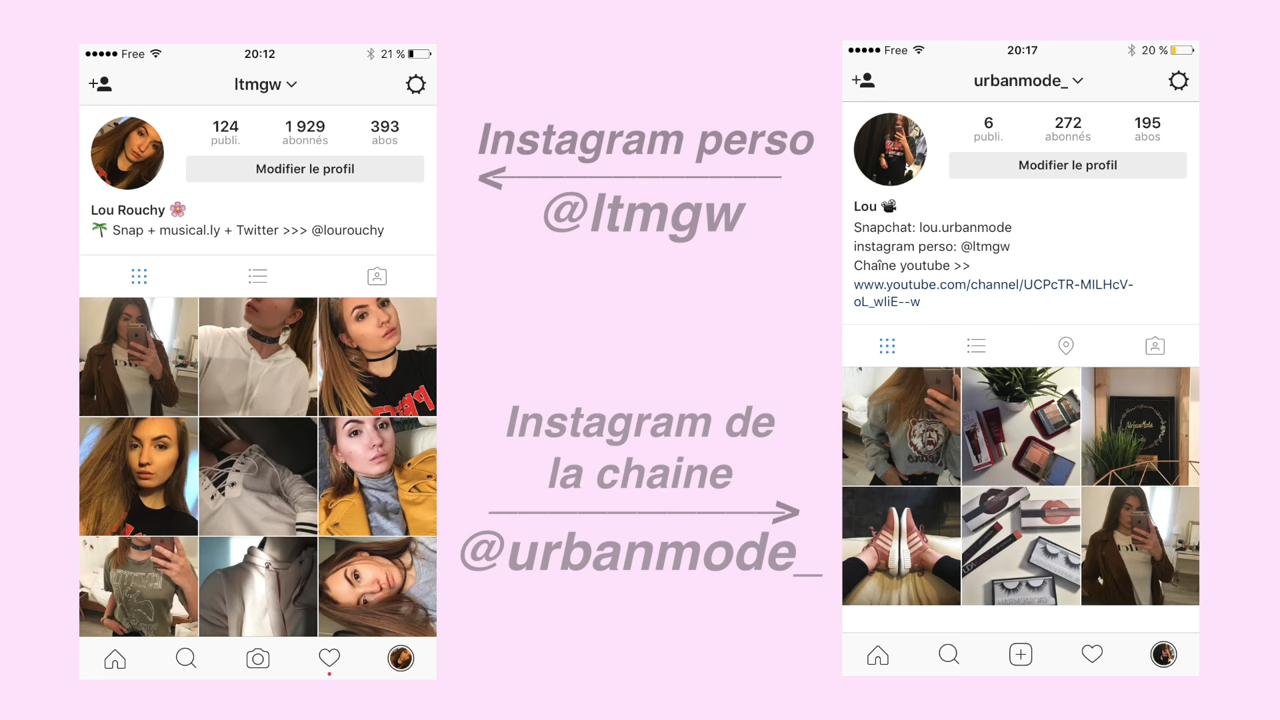 Free
20:12
21 %
ltmgw
124
1 929
393
publi.
abonnés
abos
Modifier le profil
Lou Rouchy
Snap + musical.ly + Twitter >>> @lourouchy
Instagram perso
<
@ltmgw
Instagram de
la chaine
>
@urbanmode_
Free
20:17
20 %
urbanmode_
6
272
195
publi.
abonnés
abos
Modifier le profil
Lou
Snapchat: lou.urbanmode
instagram perso: @ltmgw
Chaîne youtube >>
www.youtube.com/channel/UCPcTR-MILHcV-
oL_wIiE--w